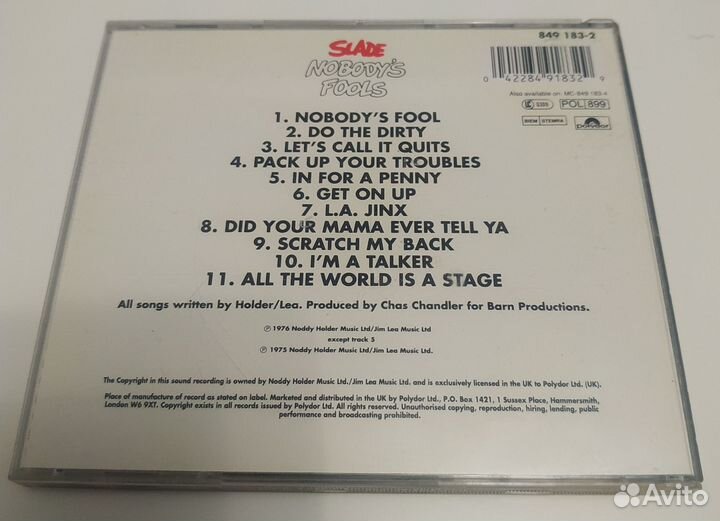 849 183-2
SLADE
NOBODY'S
FOOLS
0 42284 91832 9
Also available on: MC-849 183-4
POL 899
BIEM STEMRA
polydor
1. NOBODY'S FOOL
2. DO THE DIRTY
3. LET'S CALL IT QUITS
4. PACK UP YOUR TROUBLES
5. IN FOR A PENNY
6. GET ON UP
7. L.A. JINX
8. DID YOUR MAMA EVER TELL YA
9. SCRATCH MY BACK
10. I'M A TALKER
11. ALL THE WORLD IS A STAGE
All songs written by Holder/Lea. Produced by Chas Chandler for Barn Productions.
℗ 1976 Noddy Holder Music Ltd/Jim Lea Music Ltd
except track 5
℗ 1975 Noddy Holder Music Ltd/Jim Lea Music Ltd.
The Copyright in this sound recording is owned by Noddy Holder Music Ltd./Jim Lea Music Ltd. and is exclusively licensed in the UK to Polydor Ltd. (UK).
Place of manufacture of record as stated on label. Marketed and distributed in the UK by Polydor Ltd., P.O. Box 1421, 1 Sussex Place, Hammersmith,
London W6 9XT. Copyright exists in all records issued by Polydor Ltd. All rights reserved. Unauthorised copying, reproduction, hiring, lending, public
performance and broadcasting prohibited.
Avito